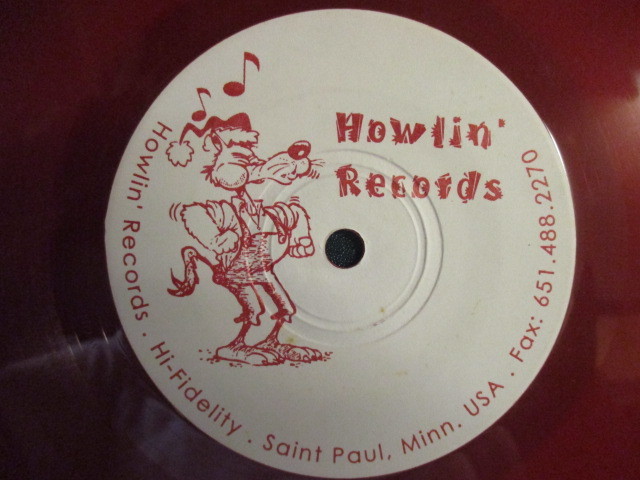 Howlin'
Records
Howlin' Records . Hi-Fidelity . Saint Paul, Minn. USA . Fax: 651.488.2270